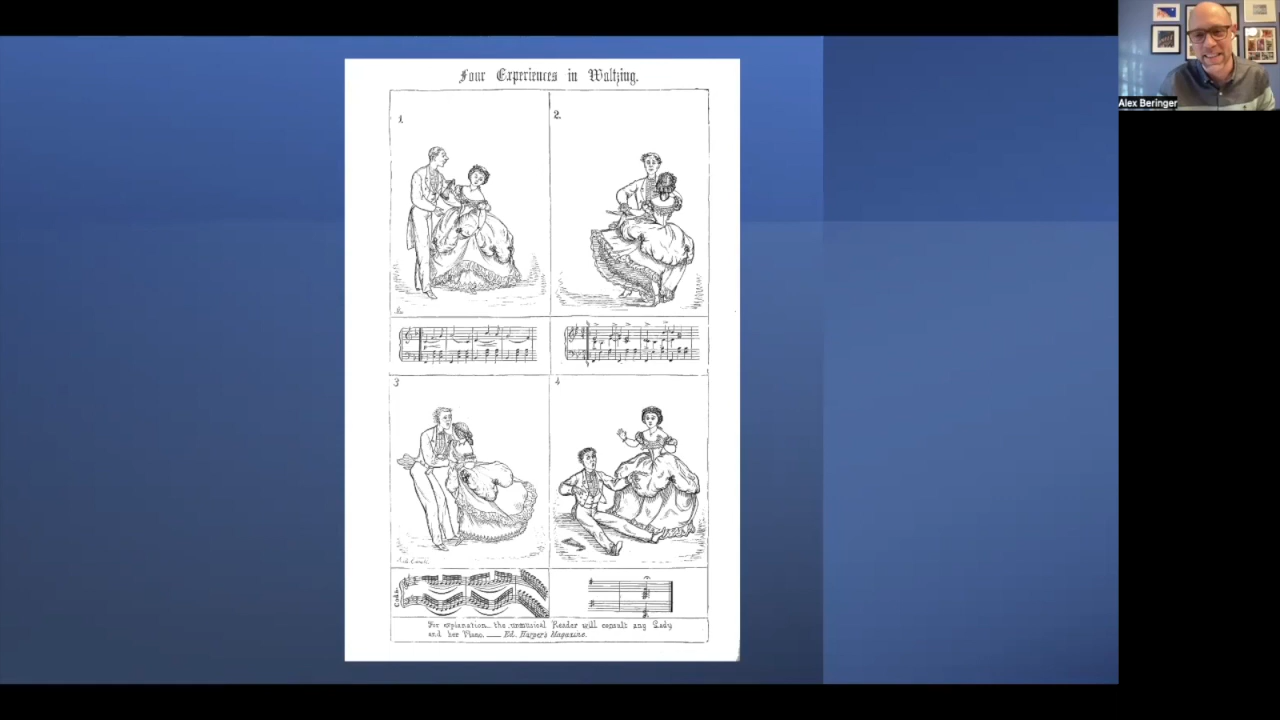 Alex Beringer
Four Experiences in Waltzing.
1.
2.
3
4
For explanation the unmusical Reader will consult any Lady
and her Piano. — Ed. Harper's Magazine.